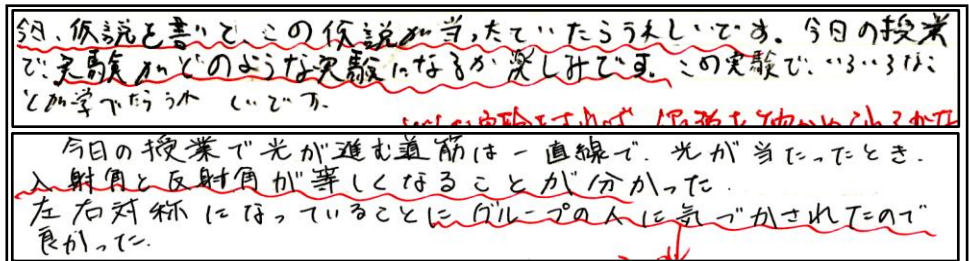 今日、仮説を書いて、この仮説が当ったていたらうれしいです。今日の授業
で、実験がどのような実験になるか楽しみです。この実験で、いろいろなこ
とが学べたらうれしいです。
今日の授業で光が進む道筋は一直線で、光が当たったとき、
入射角と反射角が等しくなることが分かった。
左右対称になっていることにグループの人に気づかされたので
良かった。